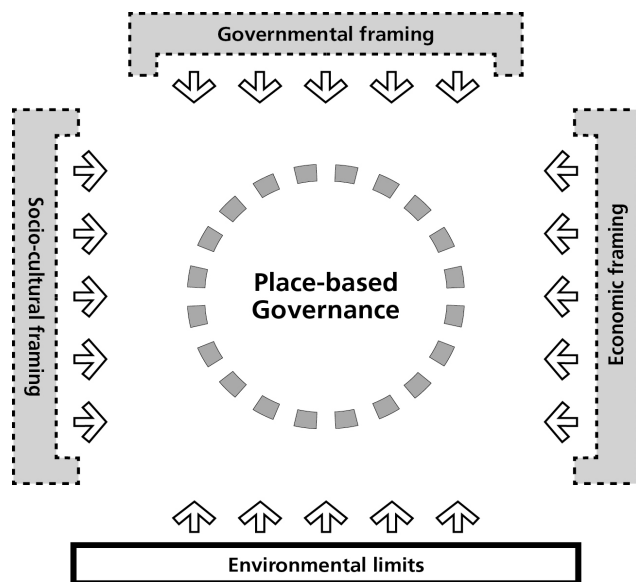 Governmental framing
Socio-cultural framing
Place-based
Governance
Economic framing
Environmental limits